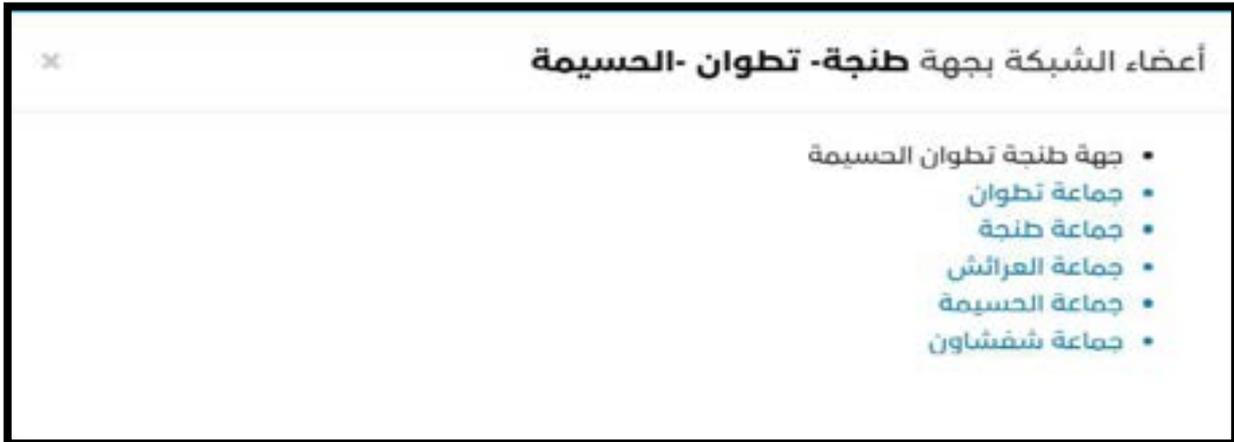 أعضاء الشبكة بجهة طنجة- تطوان -الحسيمة
• جهة طنجة تطوان الحسيمة
• جماعة تطوان
• جماعة طنجة
• جماعة العرائش
• جماعة الحسيمة
• جماعة شفشاون